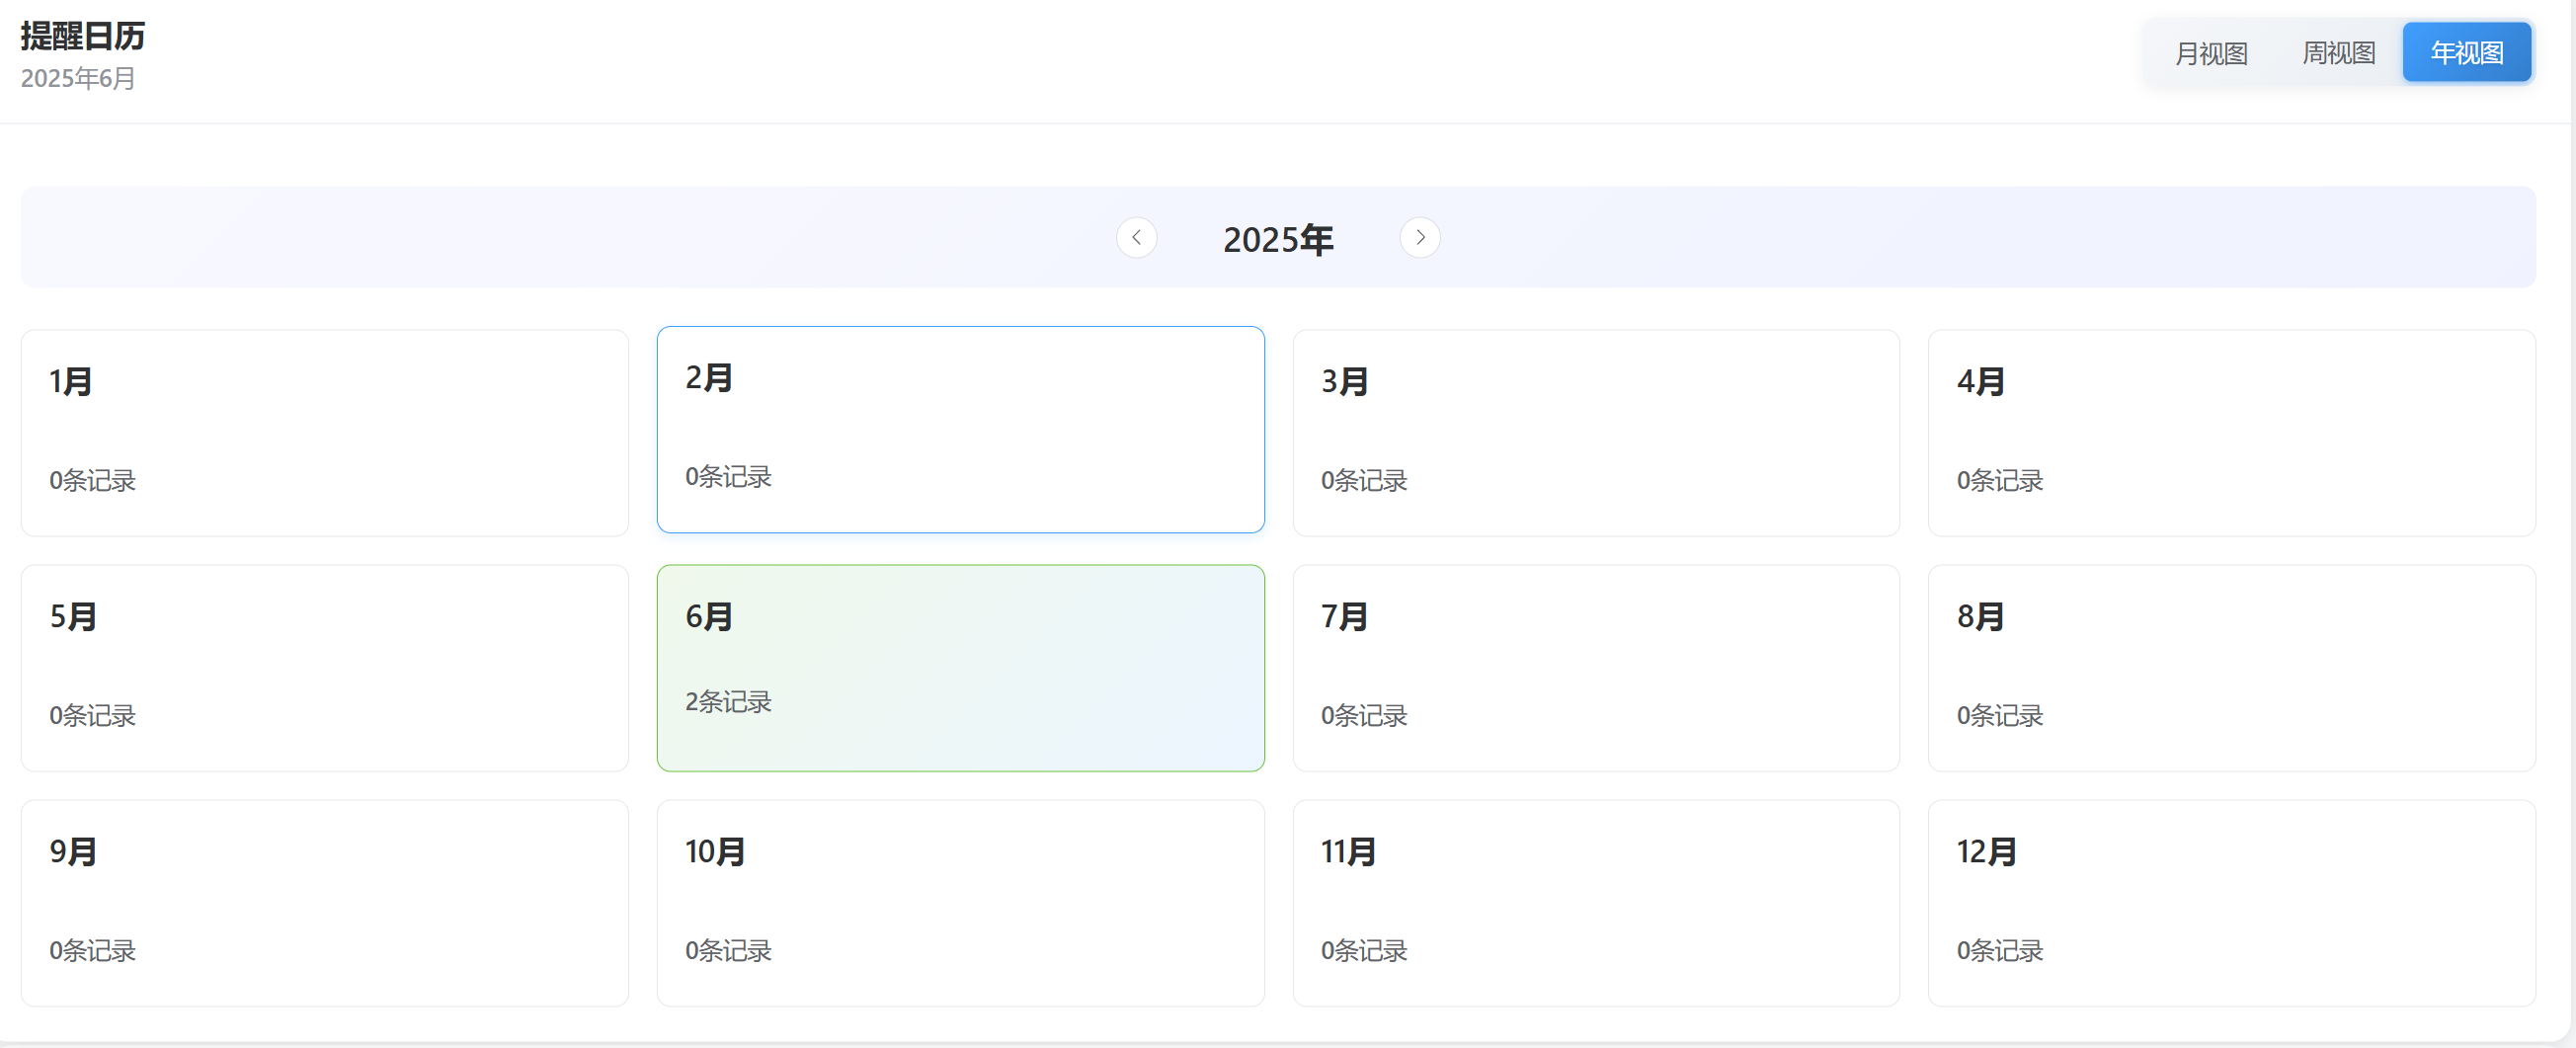 提醒日历
2025年6月
月视图 周视图 年视图
2025年
1月
0条记录
2月
0条记录
3月
0条记录
4月
0条记录
5月
0条记录
6月
2条记录
7月
0条记录
8月
0条记录
9月
0条记录
10月
0条记录
11月
0条记录
12月
0条记录